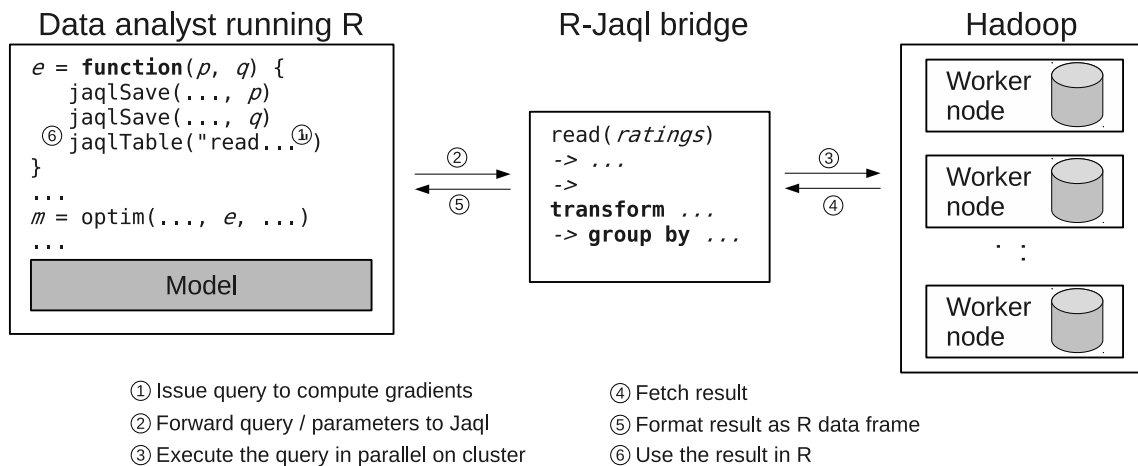 Data analyst running R
e = function(p, q) {
jaqlSave(..., p)
jaqlSave(..., q)
⑥ jaqlTable("read... ①")
}
...
m = optim(..., e, ...)
...
Model
②
⑤
R-Jaql bridge
read(ratings)
-> ...
->
transform ...
-> group by ...
③
④
Hadoop
Worker
node
Worker
node
Worker
node
① Issue query to compute gradients
② Forward query / parameters to Jaql
③ Execute the query in parallel on cluster
④ Fetch result
⑤ Format result as R data frame
⑥ Use the result in R